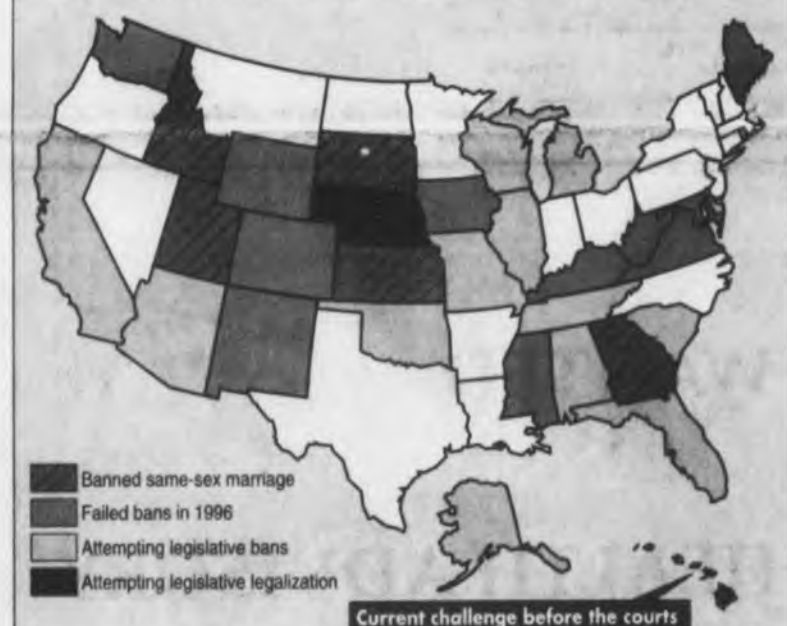 Banned same-sex marriage
Failed bans in 1996
Attempting legislative bans
Attempting legislative legalization
Current challenge before the courts